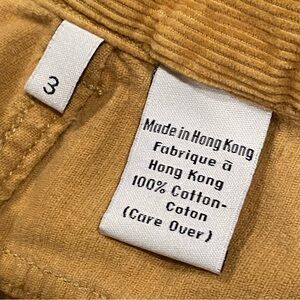 3
Made in Hong Kong
Fabrique à
Hong Kong
100% Cotton-
Coton
(Care Over)